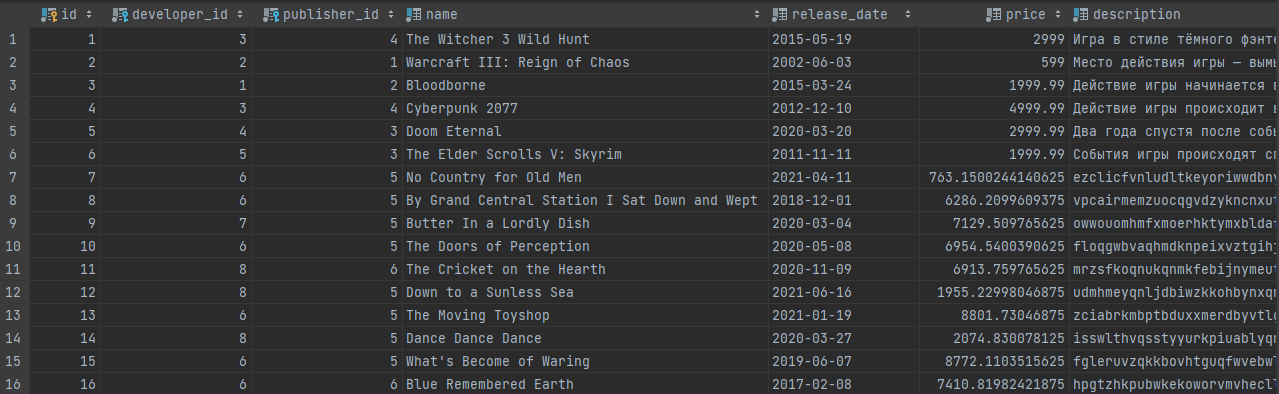 id developer_id publisher_id name release_date price description
1 1 3 4 The Witcher 3 Wild Hunt 2015-05-19 2999 Игра в стиле тёмного фэнте
2 2 2 1 Warcraft III: Reign of Chaos 2002-06-03 599 Место действия игры — вымы
3 3 1 2 Bloodborne 2015-03-24 1999.99 Действие игры начинается в
4 4 3 4 Cyberpunk 2077 2012-12-10 4999.99 Действие игры происходит в
5 5 4 3 Doom Eternal 2020-03-20 2999.99 Два года спустя после собы
6 6 5 3 The Elder Scrolls V: Skyrim 2011-11-11 1999.99 События игры происходят сп
7 7 6 5 No Country for Old Men 2021-04-11 763.1500244140625 ezclicfvnludltkeyoriwwdbnv
8 8 6 5 By Grand Central Station I Sat Down and Wept 2018-12-01 6286.2099609375 vpcairmemzuocqgvdzykncnxut
9 9 7 5 Butter In a Lordly Dish 2020-03-04 7129.509765625 owwouomhmfxmoerhktymxbldat
10 10 6 5 The Doors of Perception 2020-05-08 6954.5400390625 floqgwbvaqhmdknpeixvztgihj
11 11 8 6 The Cricket on the Hearth 2020-11-09 6913.759765625 mrzsfkoqnukqnmkfebijnymeut
12 12 8 5 Down to a Sunless Sea 2021-06-16 1955.22998046875 udmhmeyqnljdbiwzkkohbynxqr
13 13 6 5 The Moving Toyshop 2021-01-19 8801.73046875 zciabrkmbptbduxxmerdbyvtlg
14 14 8 5 Dance Dance Dance 2020-03-27 2074.830078125 isswlthvqsstyyurkpiuablyqn
15 15 6 5 What's Become of Waring 2019-06-07 8772.1103515625 fgleruvzqkkbovhtguqfwvebwl
16 16 6 6 Blue Remembered Earth 2017-02-08 7410.81982421875 hpgtzhkpubwkekoworvmvhecll